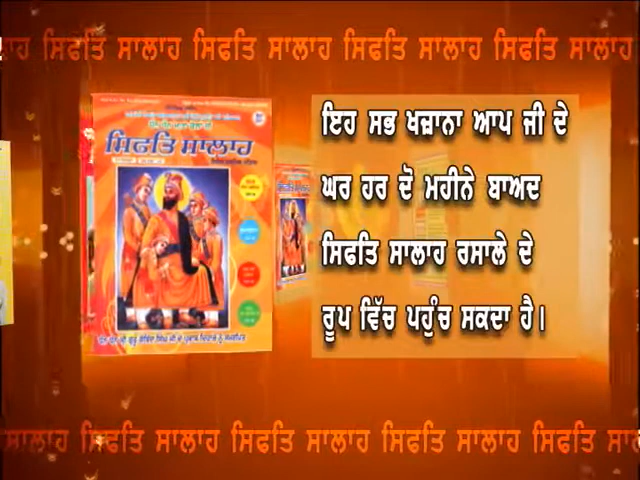 ਸਾਲਾਹ ਸਿਫਤਿ ਸਾਲਾਹ ਸਿਫਤਿ ਸਾਲਾਹ ਸਿਫਤਿ ਸਾਲਾਹ ਸਿਫਤਿ ਸਾਲਾਹ
ਸਿਫਤਿ ਸਾਲਾਹ
ਇਹ ਸਭ ਖਜ਼ਾਨਾ ਆਪ ਜੀ ਦੇ
ਘਰ ਹਰ ਦੋ ਮਹੀਨੇ ਬਾਅਦ
ਸਿਫਤਿ ਸਾਲਾਹ ਰਸਾਲੇ ਦੇ
ਰੂਪ ਵਿੱਚ ਪਹੁੰਚ ਸਕਦਾ ਹੈ।
ਸਾਲਾਹ ਸਿਫਤਿ ਸਾਲਾਹ ਸਿਫਤਿ ਸਾਲਾਹ ਸਿਫਤਿ ਸਾਲਾਹ ਸਿਫਤਿ ਸਾਲਾਹ